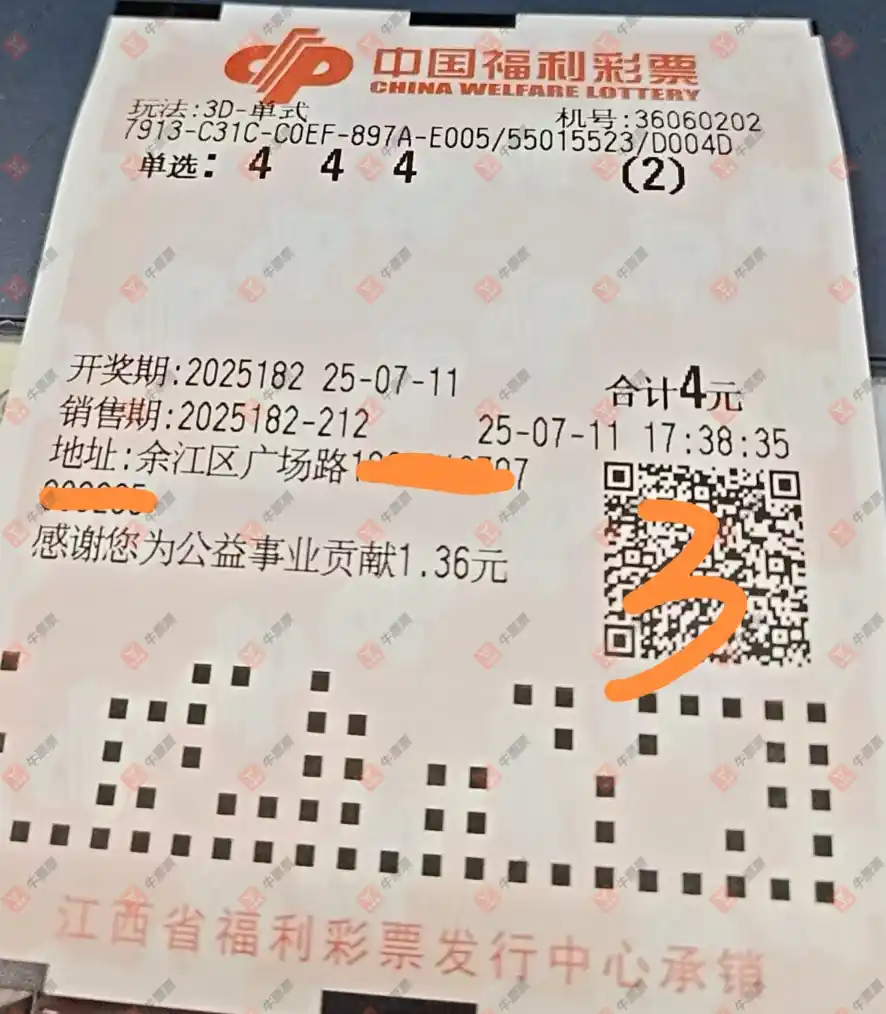 中国福利彩票
CHINA WELFARE LOTTERY
玩法:3D-单式 机号:36060202
7913-C31C-C0EF-897A-E005/55015523/D004D
单选: 4 4 4 (2)
开奖期:2025182 25-07-11 合计4元
销售期:2025182-212 25-07-11 17:38:35
地址:余江区广场路
感谢您为公益事业贡献1.36元
3
江西省福利彩票发行中心承销